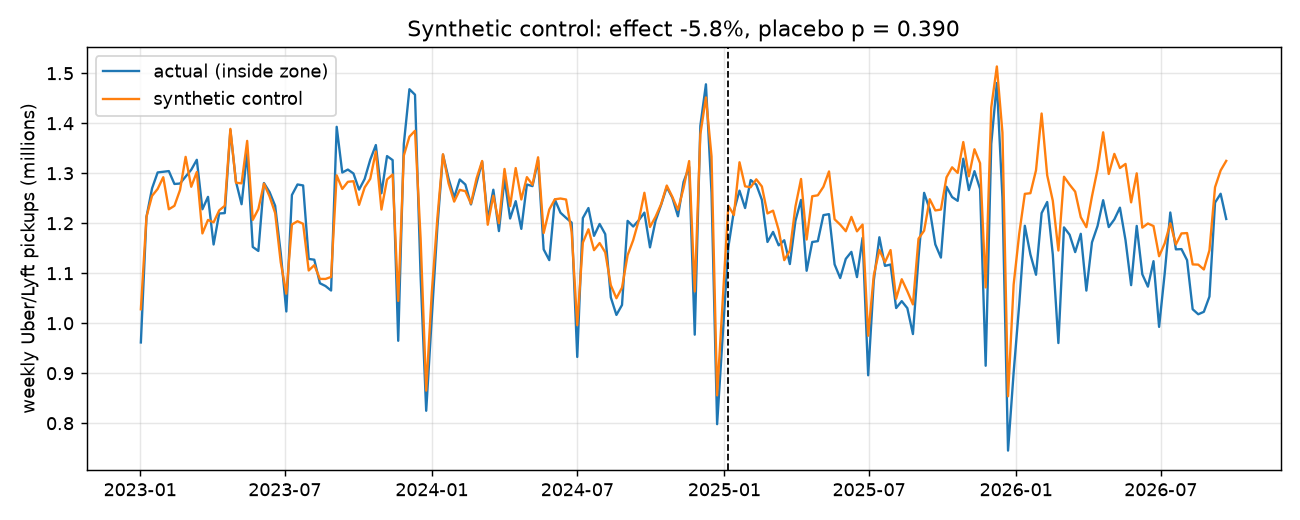 Synthetic control: effect -5.8%, placebo p = 0.390
actual (inside zone)
synthetic control
weekly Uber/Lyft pickups (millions)
1.5
1.4
1.3
1.2
1.1
1.0
0.9
0.8
2023-01 2023-07 2024-01 2024-07 2025-01 2025-07 2026-01 2026-07